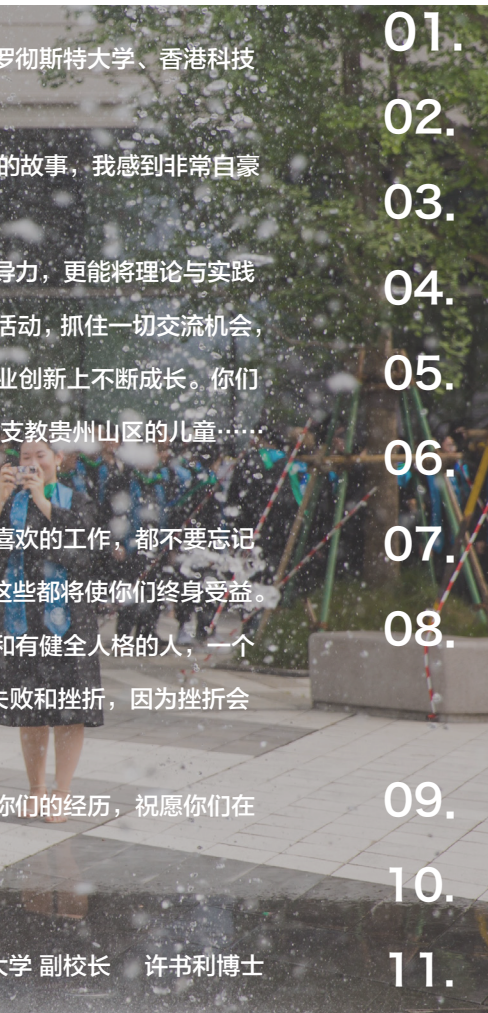 罗彻斯特大学、香港科技
的故事，我感到非常自豪
导力，更能将理论与实践
活动，抓住一切交流机会，
业创新上不断成长。你们
支教贵州山区的儿童……
喜欢的工作，都不要忘记
这些都将使你们终身受益。
和有健全人格的人，一个
失败和挫折，因为挫折会
你们的经历，祝愿你们在
大学 副校长 许书利博士
01.
02.
03.
04.
05.
06.
07.
08.
09.
10.
11.